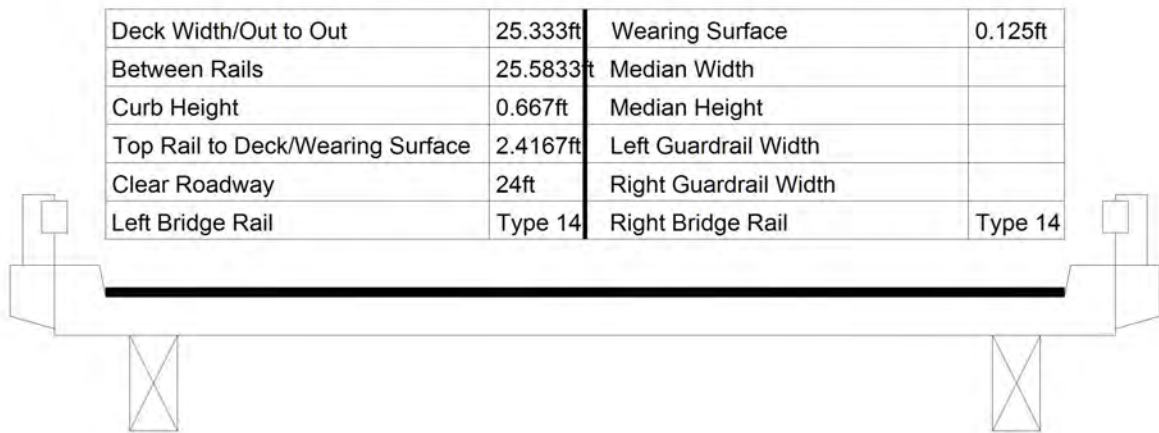 Deck Width/Out to Out 25.333ft Wearing Surface 0.125ft
Between Rails 25.5833ft Median Width
Curb Height 0.667ft Median Height
Top Rail to Deck/Wearing Surface 2.4167ft Left Guardrail Width
Clear Roadway 24ft Right Guardrail Width
Left Bridge Rail Type 14 Right Bridge Rail Type 14